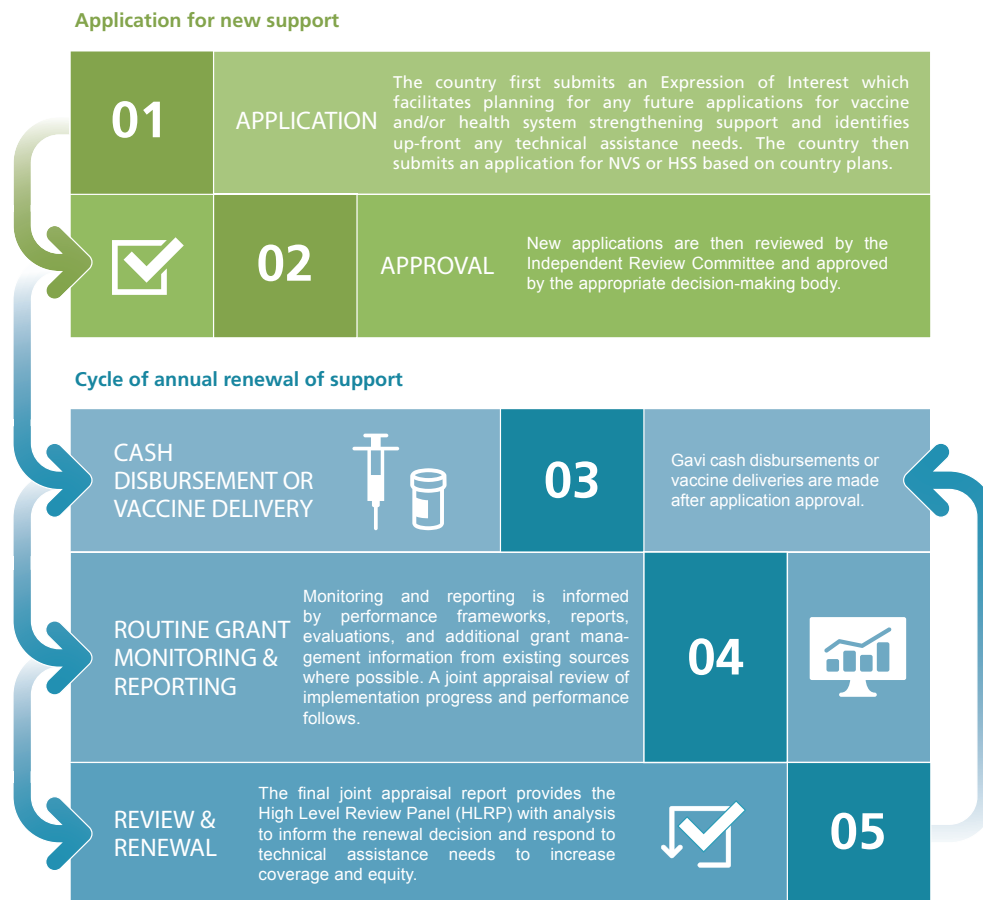 Application for new support
01
APPLICATION
The country first submits an Expression of Interest which
facilitates planning for any future applications for vaccine
and/or health system strengthening support and identifies
up-front any technical assistance needs. The country then
submits an application for NVS or HSS based on country plans.
02
APPROVAL
New applications are then reviewed by the
Independent Review Committee and approved
by the appropriate decision-making body.
Cycle of annual renewal of support
CASH
DISBURSEMENT OR
VACCINE DELIVERY
03
Gavi cash disbursements or
vaccine deliveries are made
after application approval.
ROUTINE GRANT
MONITORING &
REPORTING
Monitoring and reporting is informed
by performance frameworks, reports,
evaluations, and additional grant mana-
gement information from existing sources
where possible. A joint appraisal review of
implementation progress and performance
follows.
04
REVIEW &
RENEWAL
The final joint appraisal report provides the
High Level Review Panel (HLRP) with analysis
to inform the renewal decision and respond to
technical assistance needs to increase
coverage and equity.
05